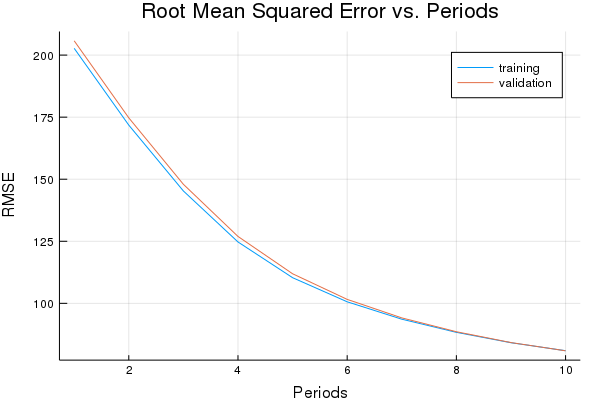 Root Mean Squared Error vs. Periods
training
validation
200
175
150
125
100
RMSE
2 4 6 8 10
Periods